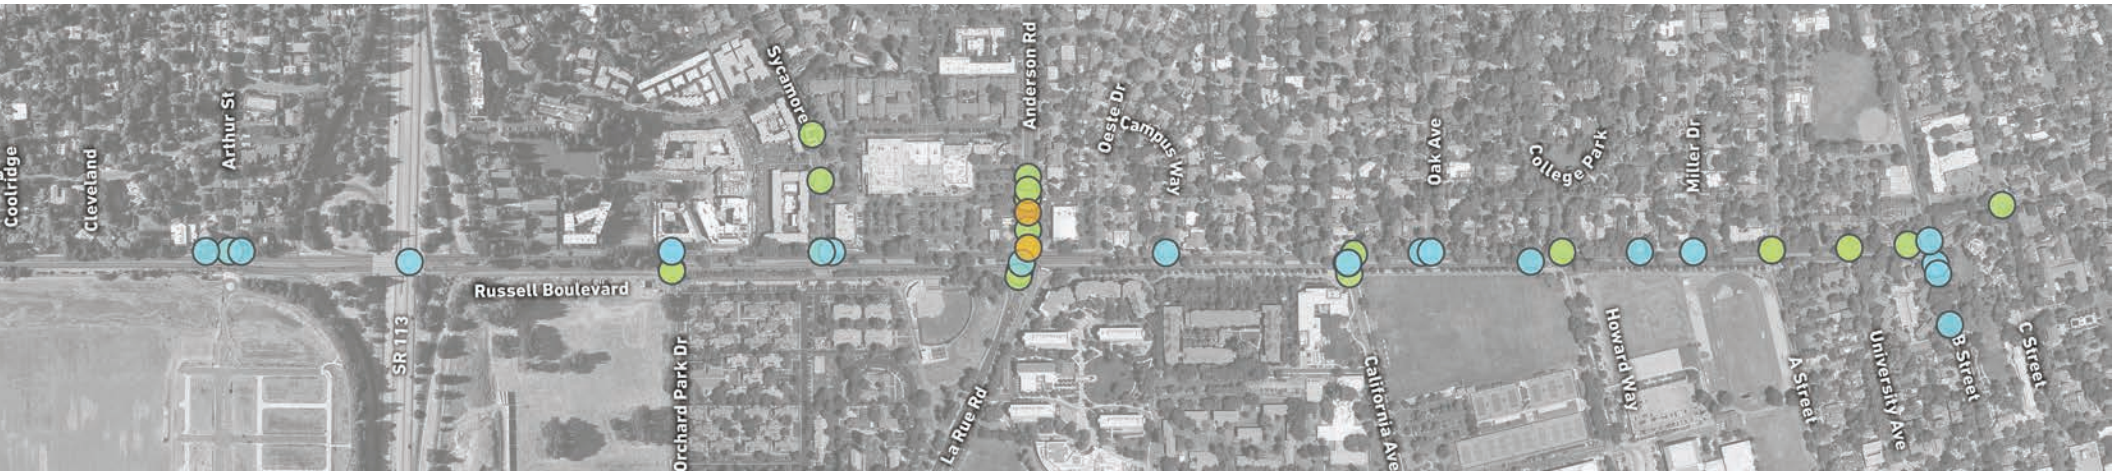 Coolridge
Cleveland
Arthur St
SR 113
Russell Boulevard
Orchard Park Dr
Sycamore
Anderson Rd
La Rue Rd
Oeste Dr
Campus Way
California Ave
Oak Ave
College Park
Howard Way
Miller Dr
A Street
University Ave
B Street
C Street